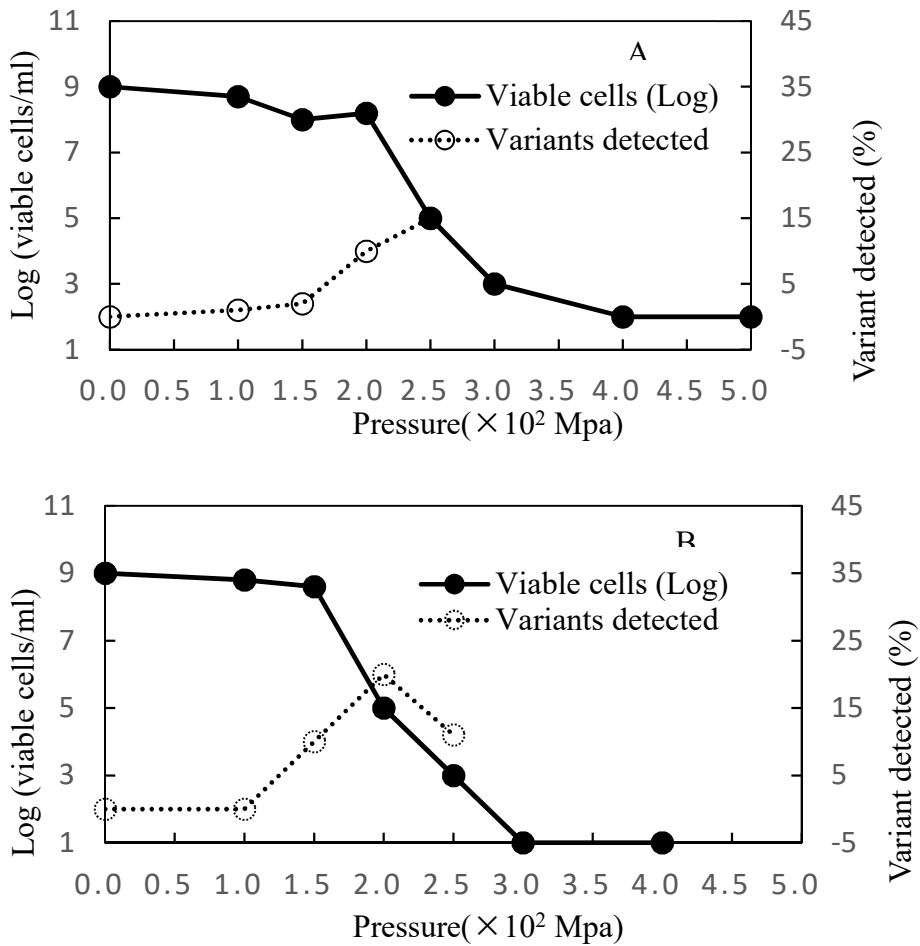 11
9
7
5
3
1
Log (viable cells/ml)
45
35
25
15
5
-5
Variant detected (%)
A
Viable cells (Log)
Variants detected
0.0 0.5 1.0 1.5 2.0 2.5 3.0 3.5 4.0 4.5 5.0
Pressure(×10² Mpa)
11
9
7
5
3
1
Log (viable cells/ml)
45
35
25
15
5
-5
Variant detected (%)
B
Viable cells (Log)
Variants detected
0.0 0.5 1.0 1.5 2.0 2.5 3.0 3.5 4.0 4.5 5.0
Pressure(×10² Mpa)